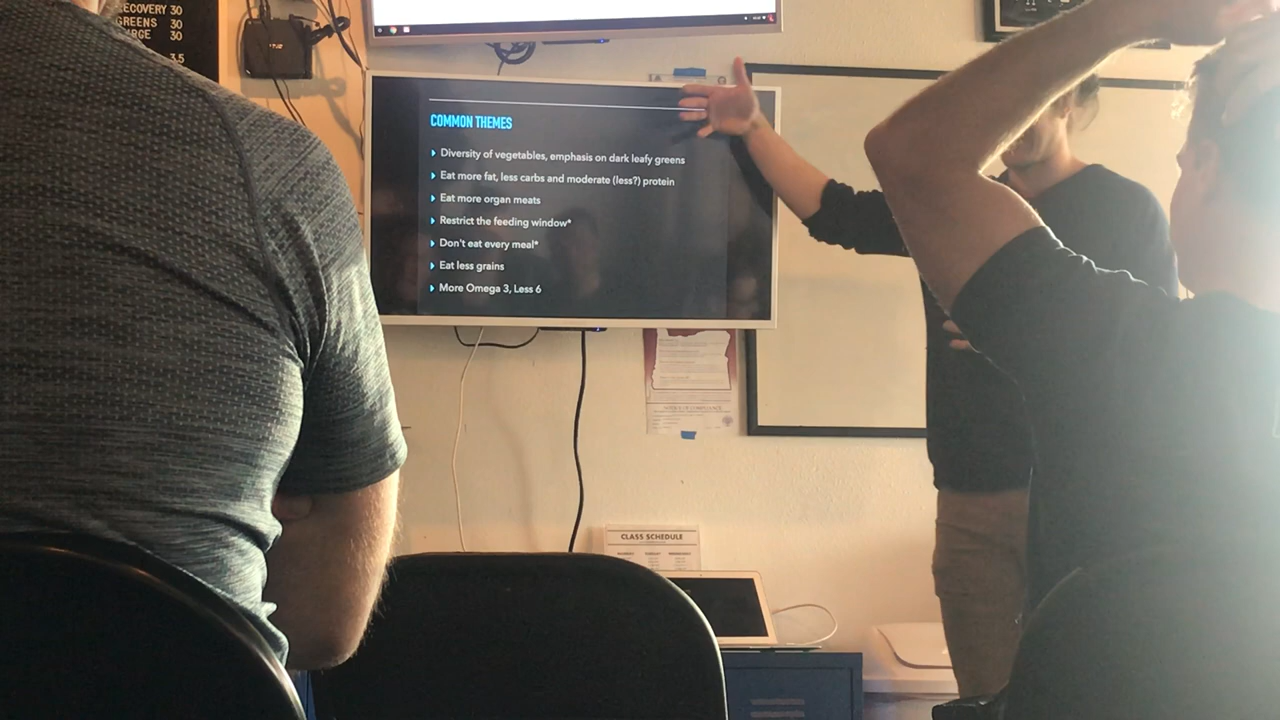 RECOVERY 30
GREENS 30
30
3.5
COMMON THEMES
Diversity of vegetables, emphasis on dark leafy greens
Eat more fat, less carbs and moderate (less?) protein
Eat more organ meats
Restrict the feeding window*
Don't eat every meal*
Eat less grains
More Omega 3, Less 6
CLASS SCHEDULE